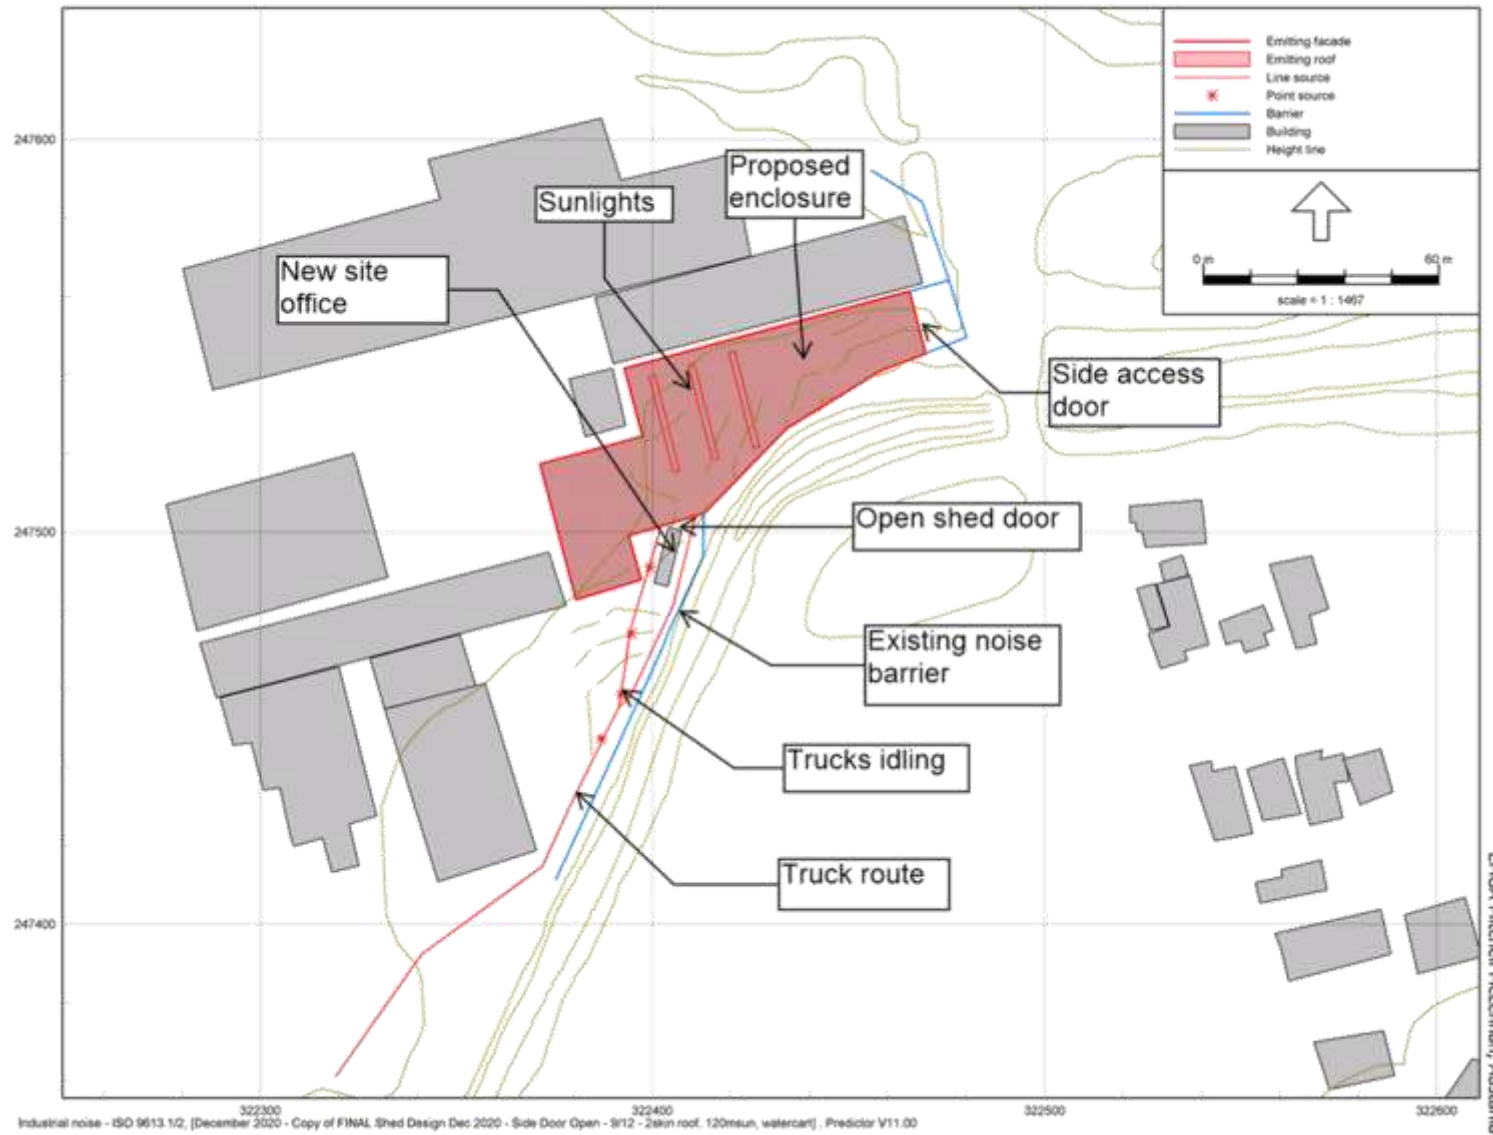 Emitting facade
Emitting roof
Line source
Point source
Barrier
Building
Height line
0 m
60 m
scale = 1 : 1467
247600
247500
247400
322300
322400
322500
322600
Sunlights
Proposed
enclosure
New site
office
Side access
door
Open shed door
Existing noise
barrier
Trucks idling
Truck route
Industrial noise - ISO 9613.1/2, [December 2020 - Copy of FINAL Shed Design Dec 2020 - Side Door Open - 9/12 - 2skin roof, 120msun, watercart] , Predictor V11.00